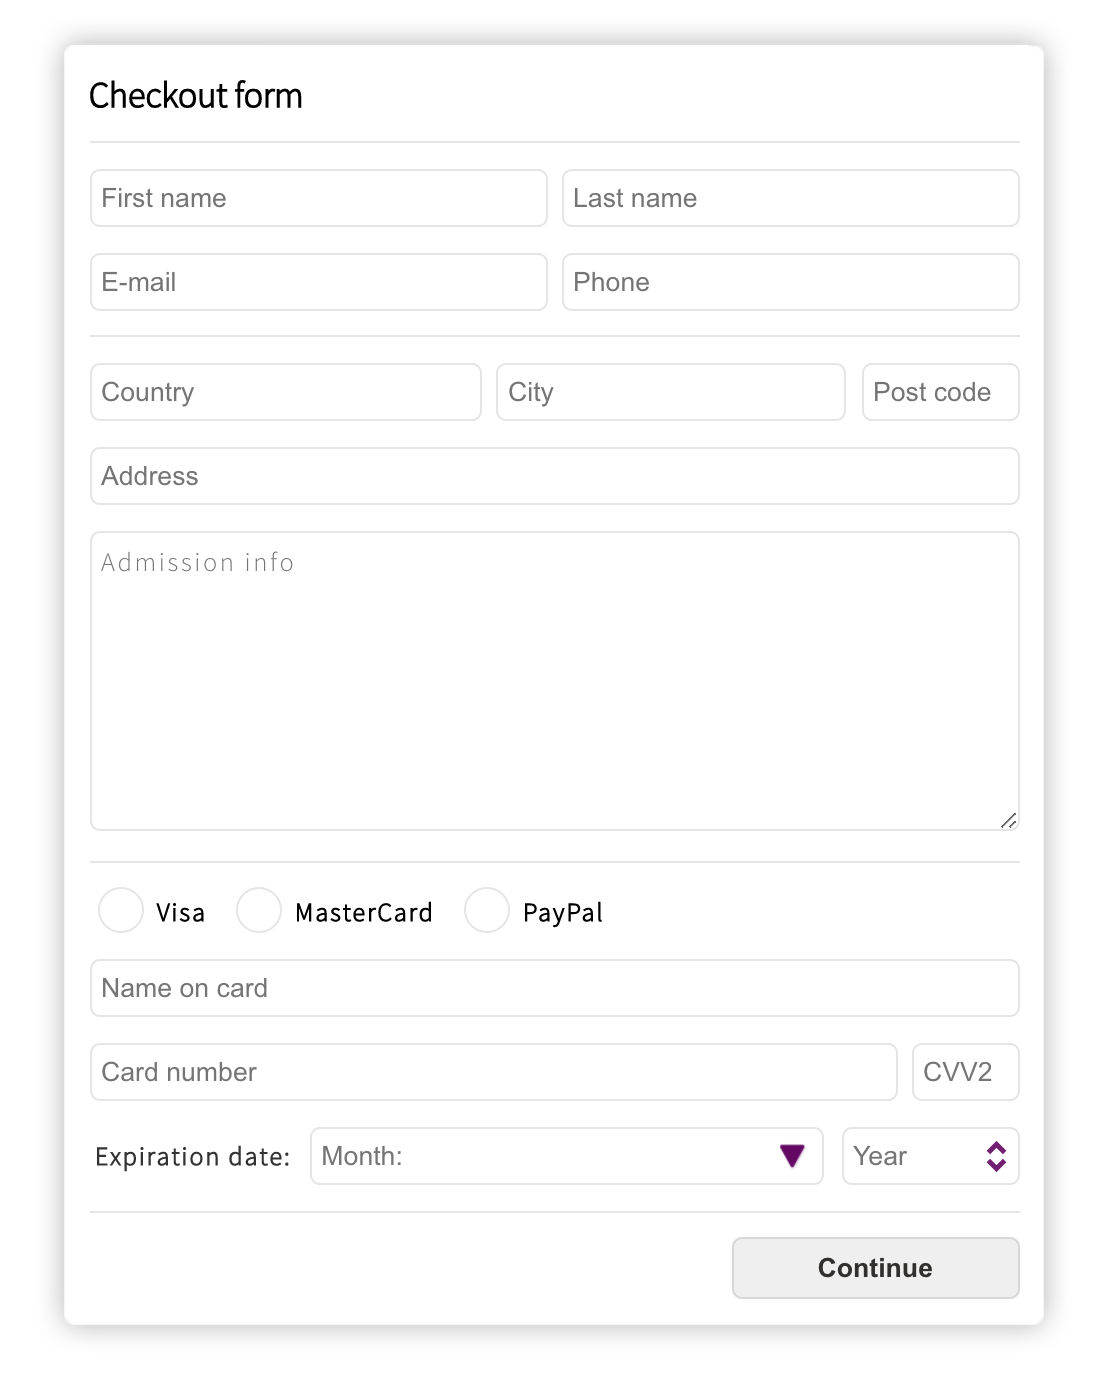 Checkout form
First name Last name
E-mail Phone
Country City Post code
Address
Admission info
Visa MasterCard PayPal
Name on card
Card number CVV2
Expiration date: Month: Year
Continue